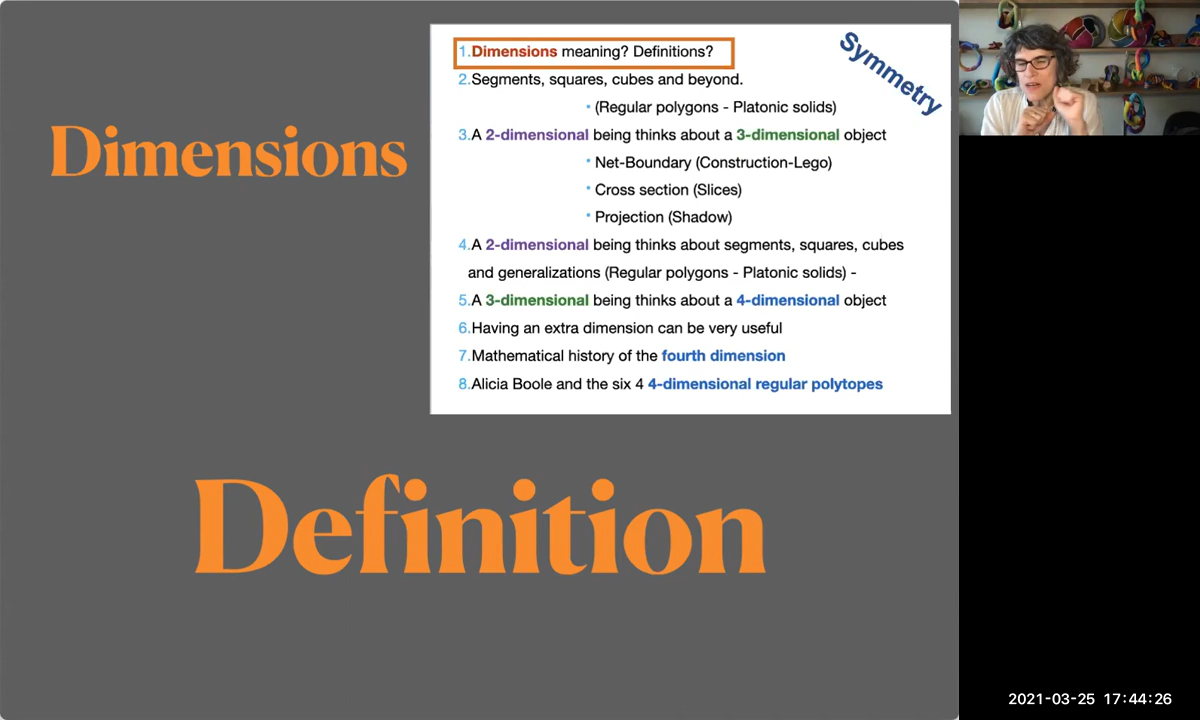 Dimensions
1.Dimensions meaning? Definitions?
Symmetry
2.Segments, squares, cubes and beyond.
• (Regular polygons - Platonic solids)
3.A 2-dimensional being thinks about a 3-dimensional object
• Net-Boundary (Construction-Lego)
• Cross section (Slices)
• Projection (Shadow)
4.A 2-dimensional being thinks about segments, squares, cubes
and generalizations (Regular polygons - Platonic solids) -
5.A 3-dimensional being thinks about a 4-dimensional object
6.Having an extra dimension can be very useful
7.Mathematical history of the fourth dimension
8.Alicia Boole and the six 4 4-dimensional regular polytopes
Definition
2021-03-25 17:44:26